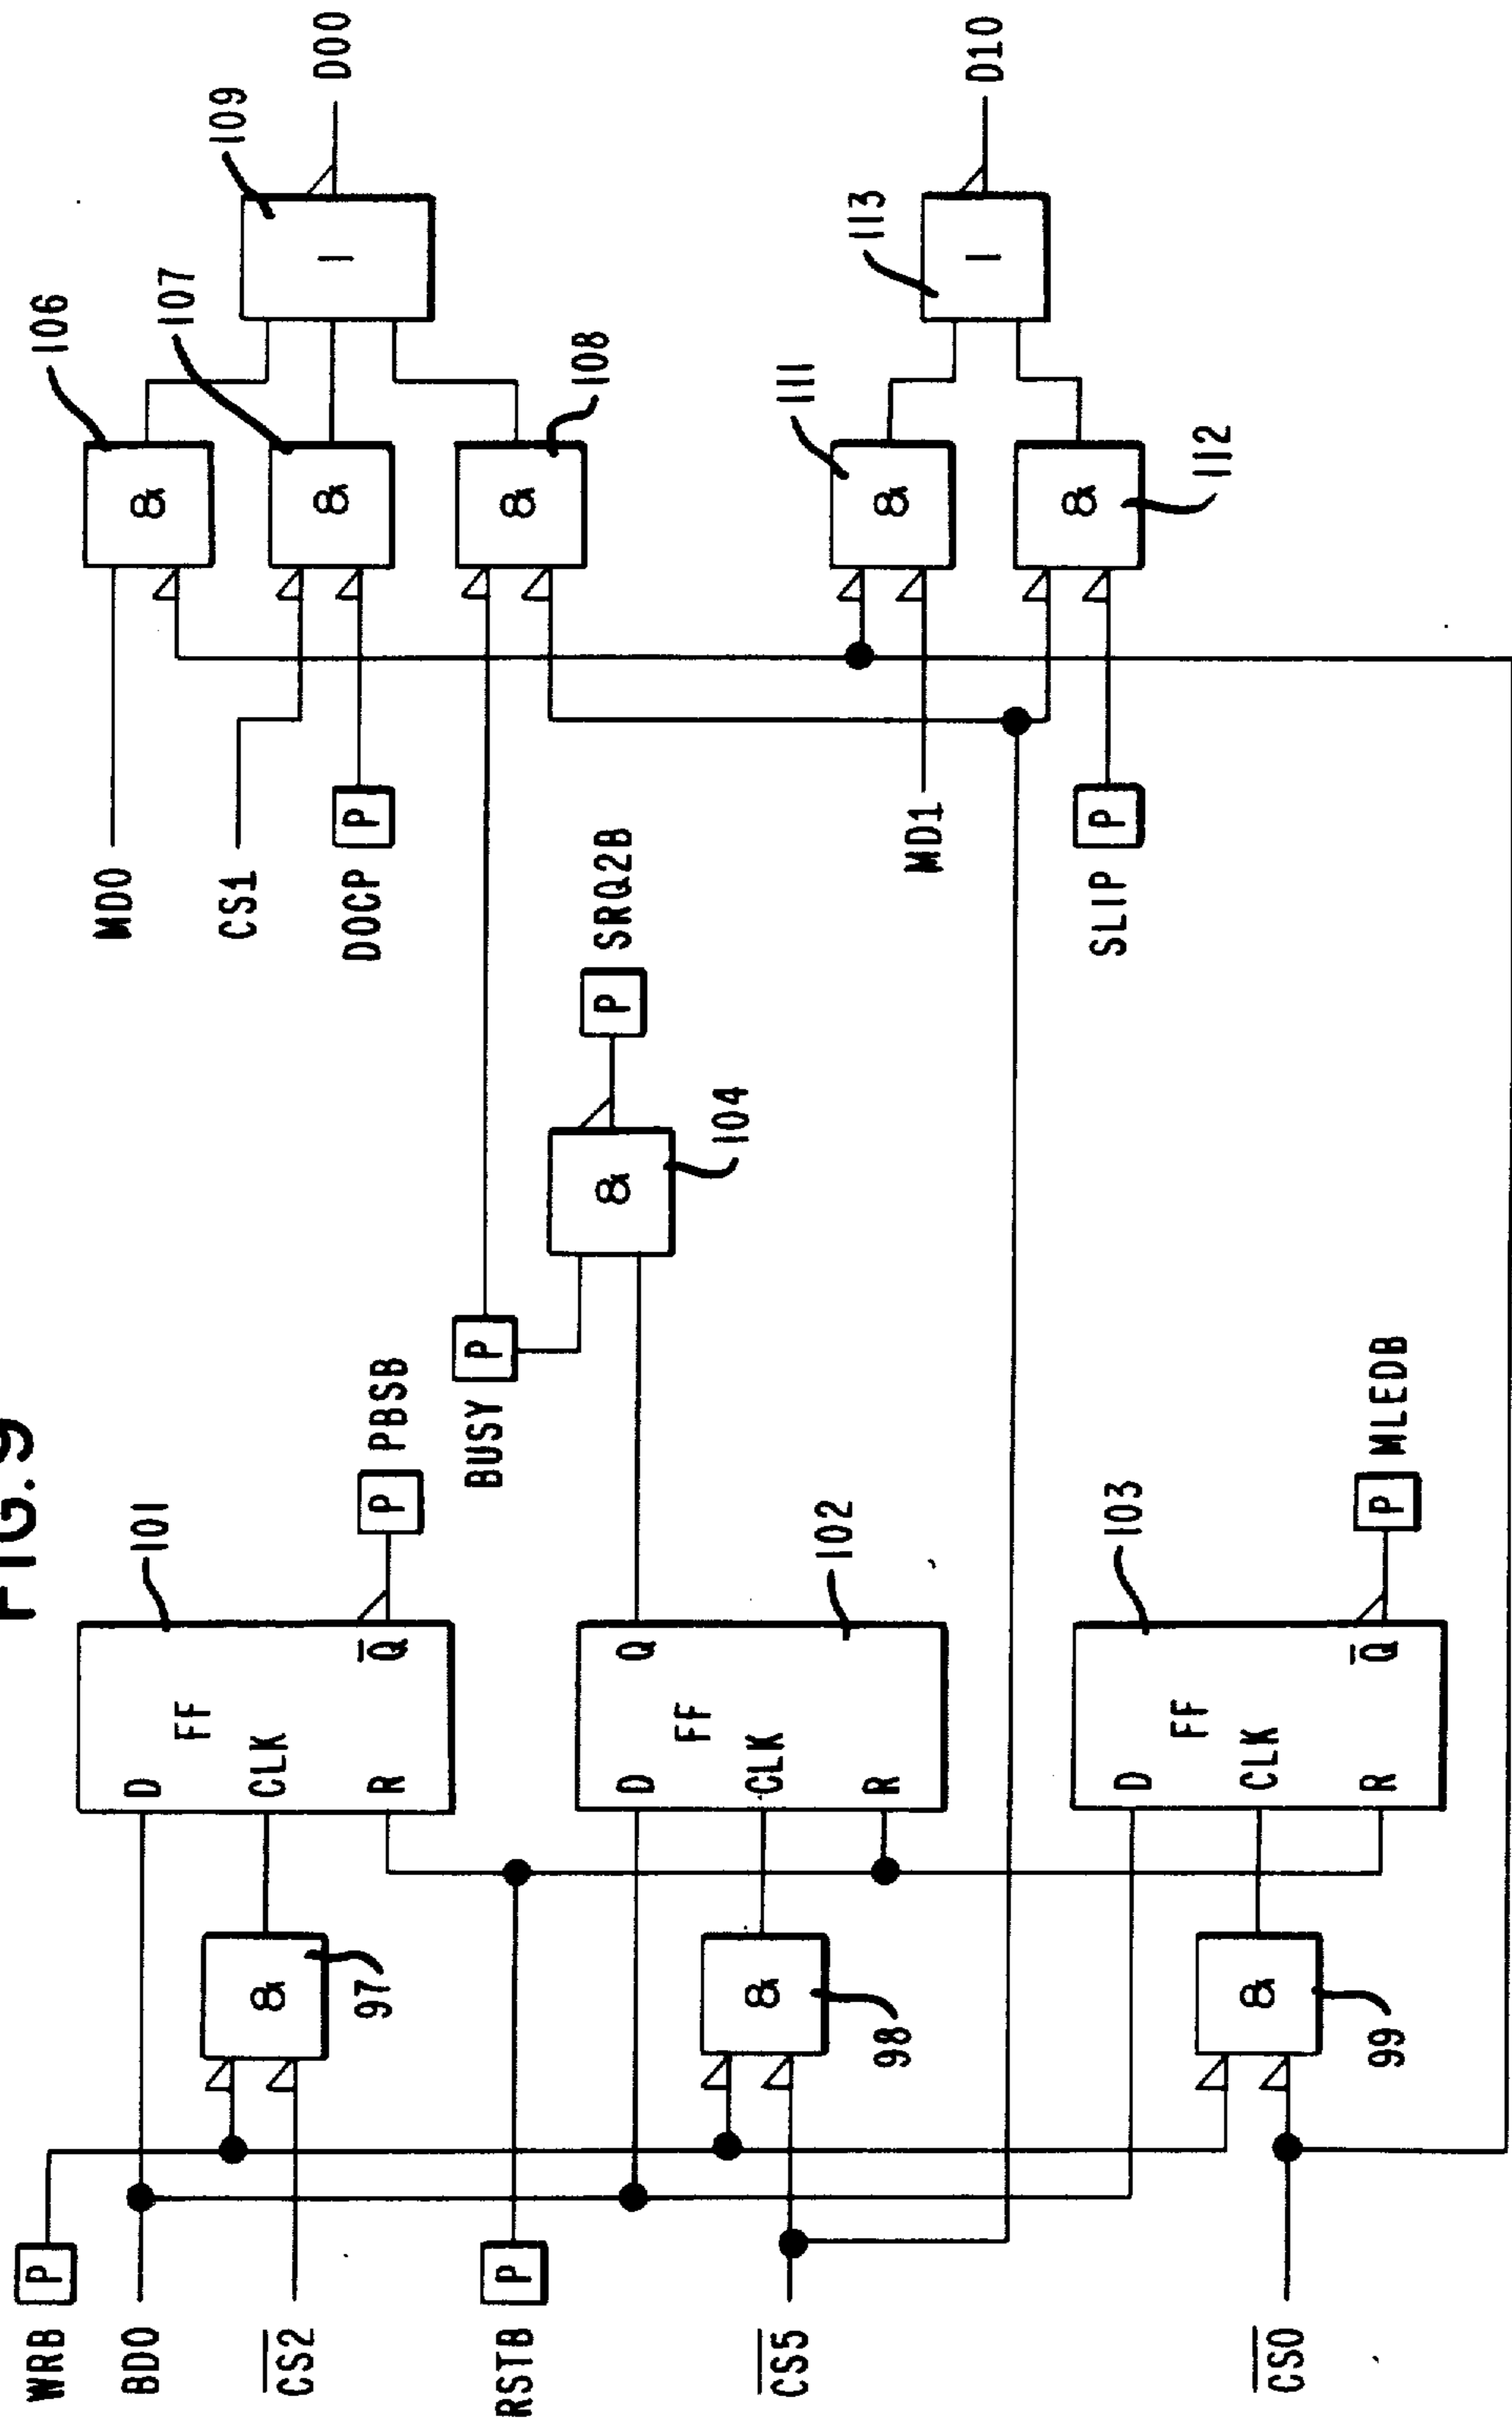 FIG.9
WRB P
BD0
CS2
RSTB P
CS5
CS0
&
97
&
98
&
99
101
D FF CLK R Q
P PBSB
102
D FF CLK R Q
103
D FF CLK R Q
P MLEDB
BUSY P
&
104
P SRQ2B
MD0
CS1
DOCP P
MD1
SLIP P
106
&
107
&
108
&
111
&
112
&
109
1
D00
113
1
D10